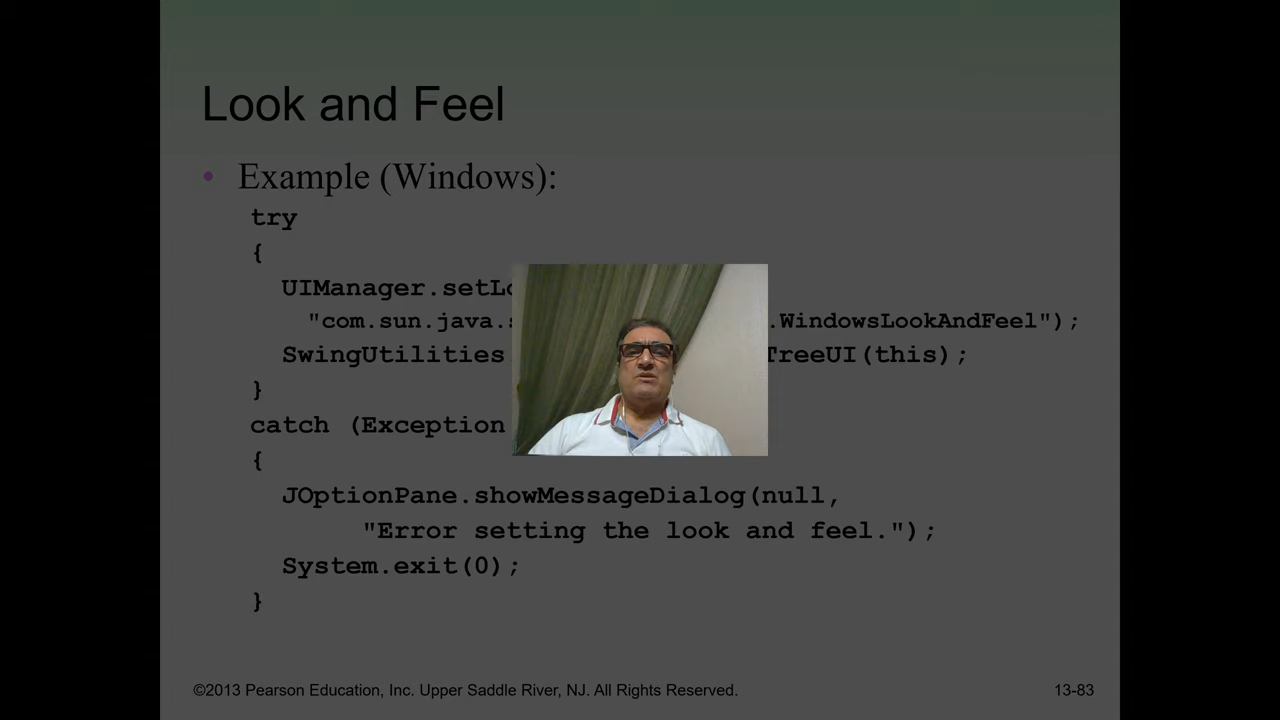 Look and Feel
• Example (Windows):
try
{
UIManager.setLo
"com.sun.java. .WindowsLookAndFeel");
SwingUtilities TreeUI(this);
}
catch (Exception
{
JOptionPane.showMessageDialog(null,
"Error setting the look and feel.");
System.exit(0);
}
©2013 Pearson Education, Inc. Upper Saddle River, NJ. All Rights Reserved.
13-83